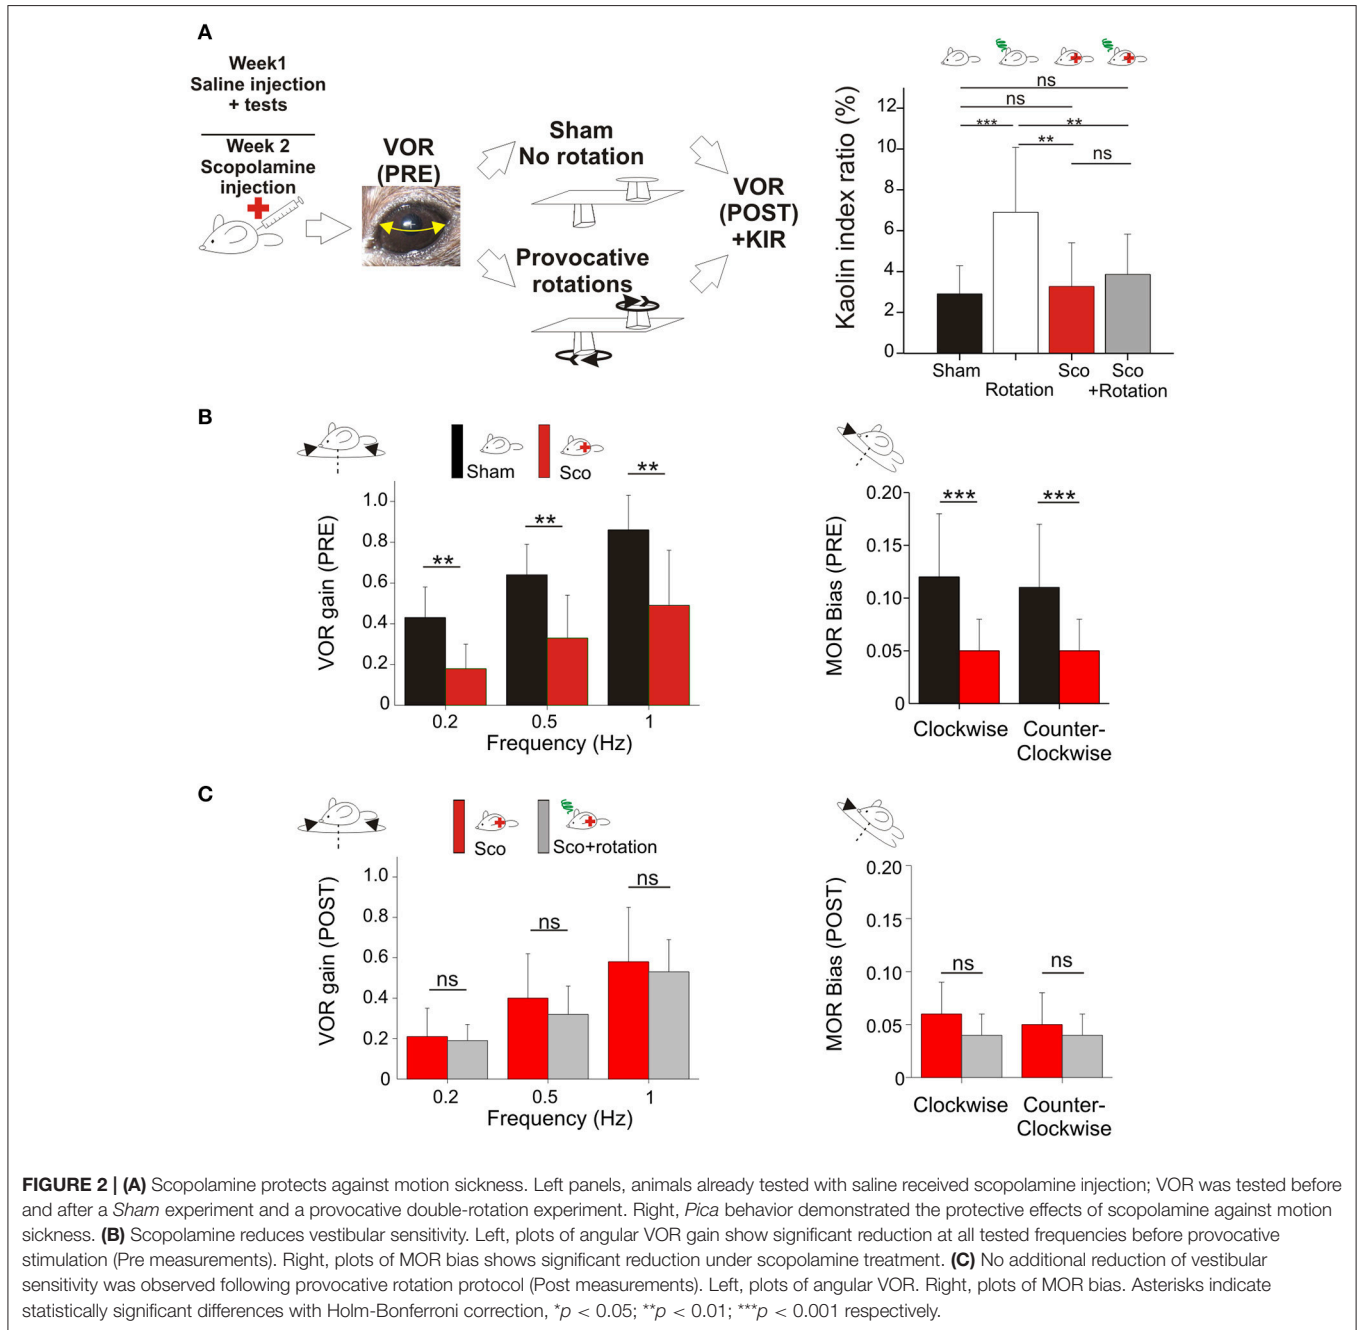 A
Week1
Saline injection
+ tests
Week 2
Scopolamine
injection
VOR
(PRE)
Sham
No rotation
Provocative
rotations
VOR
(POST)
+KIR
Kaolin index ratio (%)
12
10
8
6
4
2
0
ns
ns
***
**
**
ns
Sham
Rotation
Sco
Sco
+Rotation
B
Sham
Sco
VOR gain (PRE)
1.0
0.8
0.6
0.4
0.2
0
**
**
**
0.2
0.5
1
Frequency (Hz)
MOR Bias (PRE)
0.20
0.15
0.10
0.05
0
***
***
Clockwise
Counter-
Clockwise
C
Sco
Sco+rotation
VOR gain (POST)
1.0
0.8
0.6
0.4
0.2
0
ns
ns
ns
0.2
0.5
1
Frequency (Hz)
MOR Bias (POST)
0.20
0.15
0.10
0.05
0
ns
ns
Clockwise
Counter-
Clockwise
FIGURE 2 | (A) Scopolamine protects against motion sickness. Left panels, animals already tested with saline received scopolamine injection; VOR was tested before
and after a Sham experiment and a provocative double-rotation experiment. Right, Pica behavior demonstrated the protective effects of scopolamine against motion
sickness. (B) Scopolamine reduces vestibular sensitivity. Left, plots of angular VOR gain show significant reduction at all tested frequencies before provocative
stimulation (Pre measurements). Right, plots of MOR bias shows significant reduction under scopolamine treatment. (C) No additional reduction of vestibular
sensitivity was observed following provocative rotation protocol (Post measurements). Left, plots of angular VOR. Right, plots of MOR bias. Asterisks indicate
statistically significant differences with Holm-Bonferroni correction, *p < 0.05; **p < 0.01; ***p < 0.001 respectively.